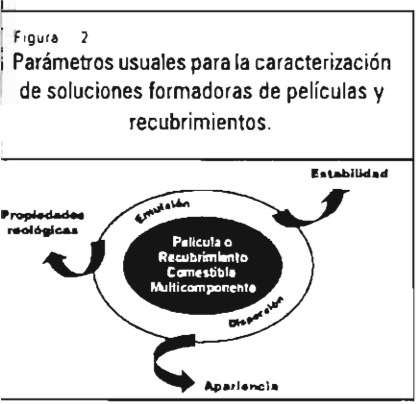 Figura 2
Parámetros usuales para la caracterización
de soluciones formadoras de películas y
recubrimientos.
Estabilidad
Propiedades
reológicas
Emulsión
Película o
Recubrimiento
Comestible
Multicomponente
Dispersión
Apariencia